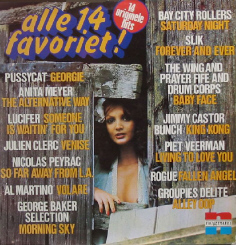 alle 14
favoriet!
14
originele
hits
PUSSYCAT GEORGIE
ANITA MEYER
THE ALTERNATIVE WAY
LUCIFER SOMEONE
IS WAITIN' FOR YOU
JULIEN CLERC VENISE
NICOLAS PEYRAC
SO FAR AWAY FROM L.A.
AL MARTINO VOLARE
GEORGE BAKER
SELECTION
MORNING SKY
BAY CITY ROLLERS
SATURDAY NIGHT
SLIK
FOREVER AND EVER
THE WING AND
PRAYER FIFE AND
DRUM CORPS
BABY FACE
JIMMY CASTOR
BUNCH KING KONG
PIET VEERMAN
LIVING TO LOVE YOU
ROGUE FALLEN ANGEL
GROUPIES DELITE
ALLEY OOP